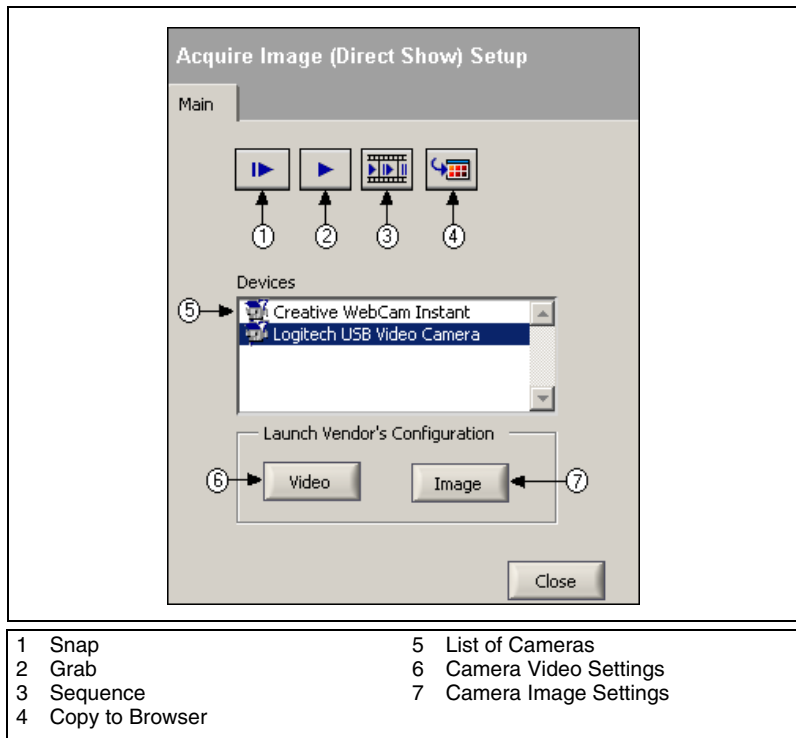 Acquire Image (Direct Show) Setup
Main
1 2 3 4
Devices
5 Creative WebCam Instant
Logitech USB Video Camera
Launch Vendor's Configuration
6 Video Image 7
Close
1 Snap
2 Grab
3 Sequence
4 Copy to Browser
5 List of Cameras
6 Camera Video Settings
7 Camera Image Settings